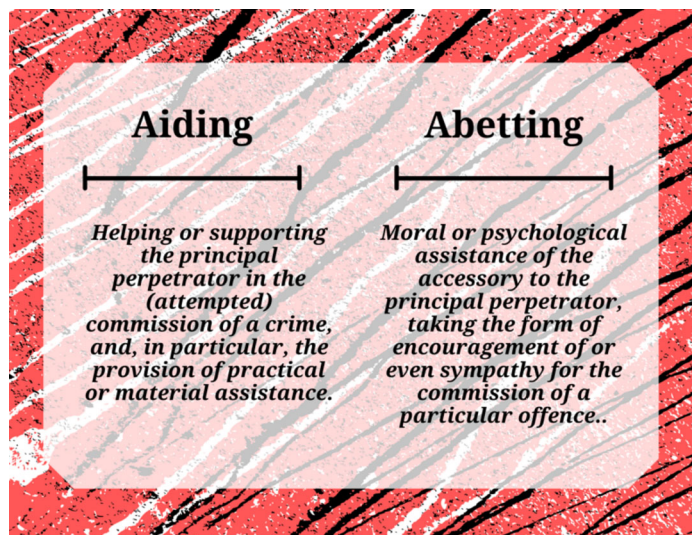 Aiding
Helping or supporting
the principal
perpetrator in the
(attempted)
commission of a crime,
and, in particular, the
provision of practical
or material assistance.
Abetting
Moral or psychological
assistance of the
accessory to the
principal perpetrator,
taking the form of
encouragement of or
even sympathy for the
commission of a
particular offence..